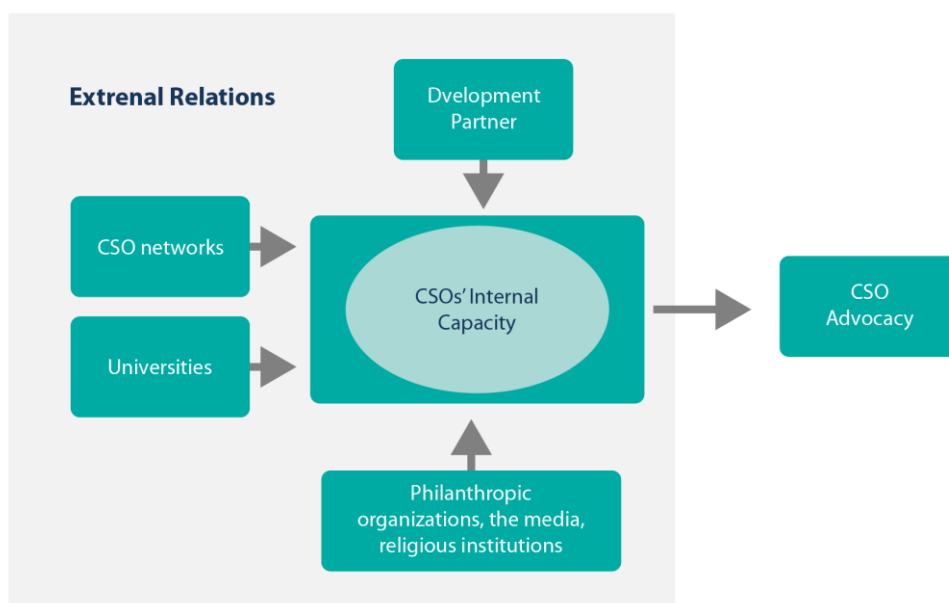 Extrenal Relations
Dvelopment
Partner
CSO networks
Universities
CSOs’ Internal
Capacity
CSO
Advocacy
Philanthropic
organizations, the media,
religious institutions